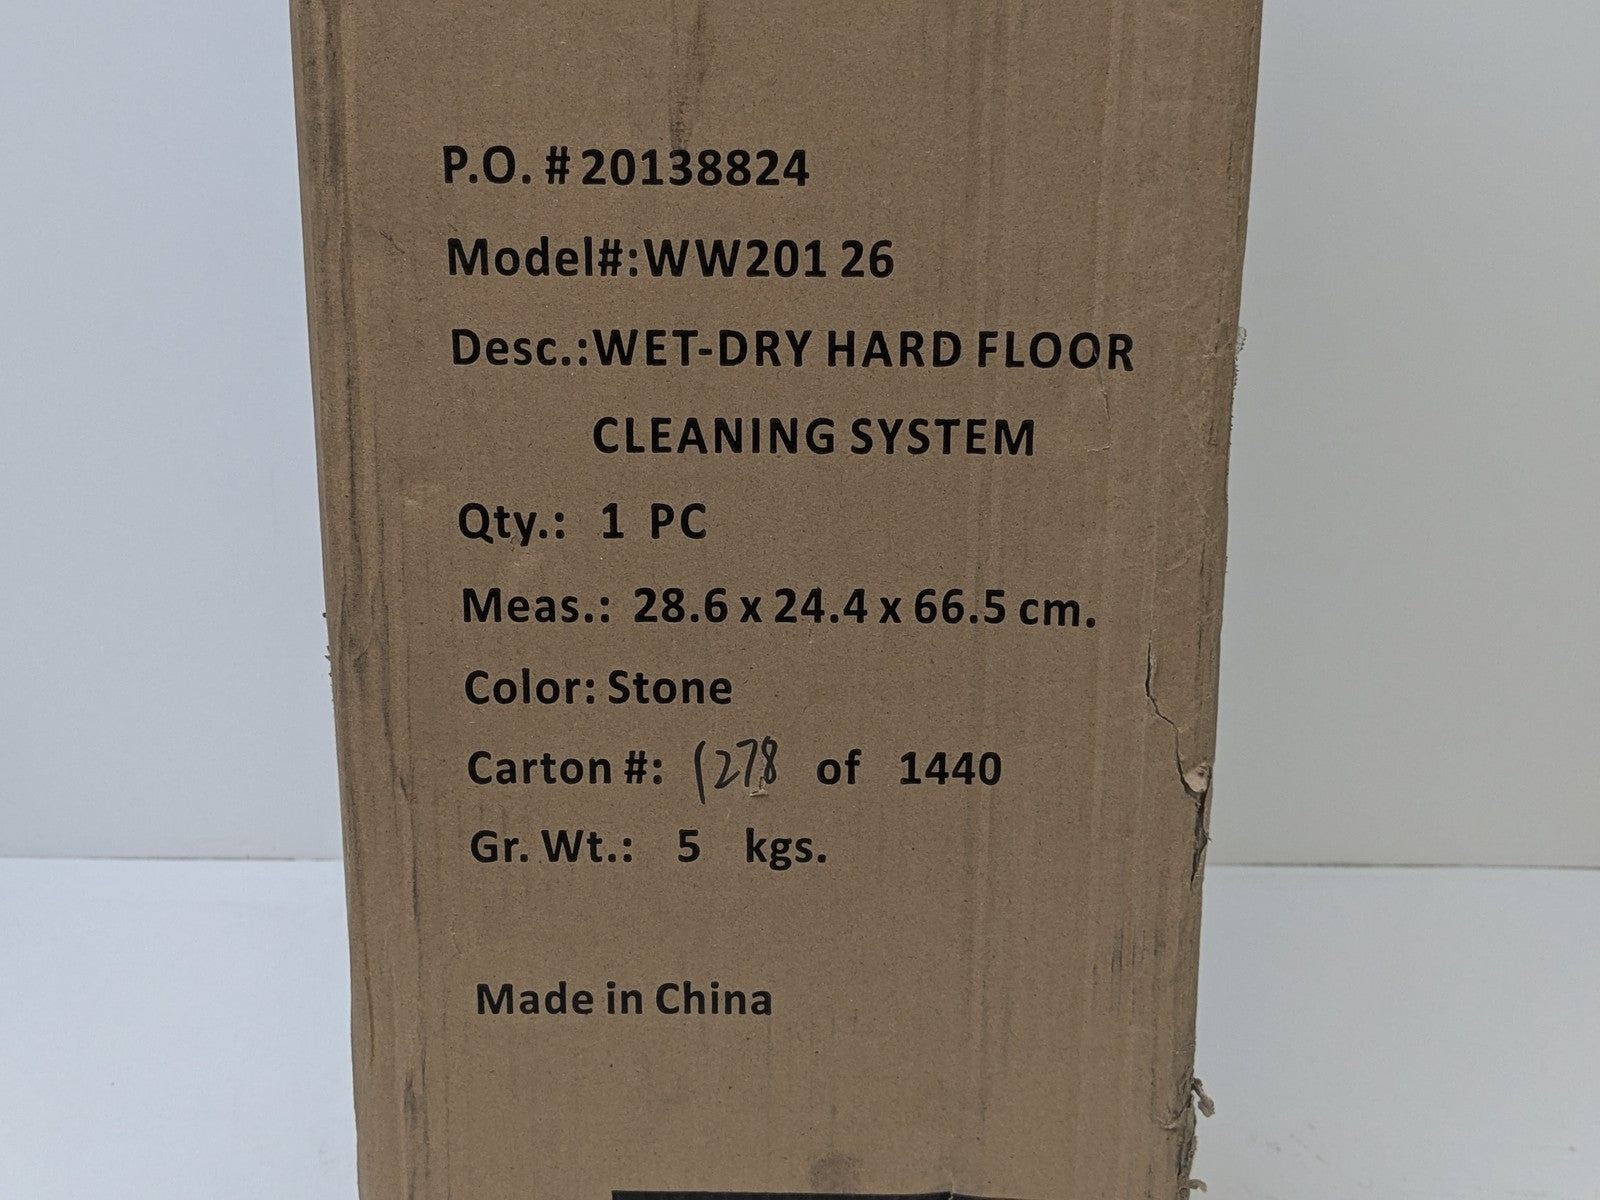 P.O. # 20138824
Model#:WW201 26
Desc.:WET-DRY HARD FLOOR
CLEANING SYSTEM
Qty.: 1 PC
Meas.: 28.6 x 24.4 x 66.5 cm.
Color: Stone
Carton #: 1278 of 1440
Gr. Wt.: 5 kgs.
Made in China